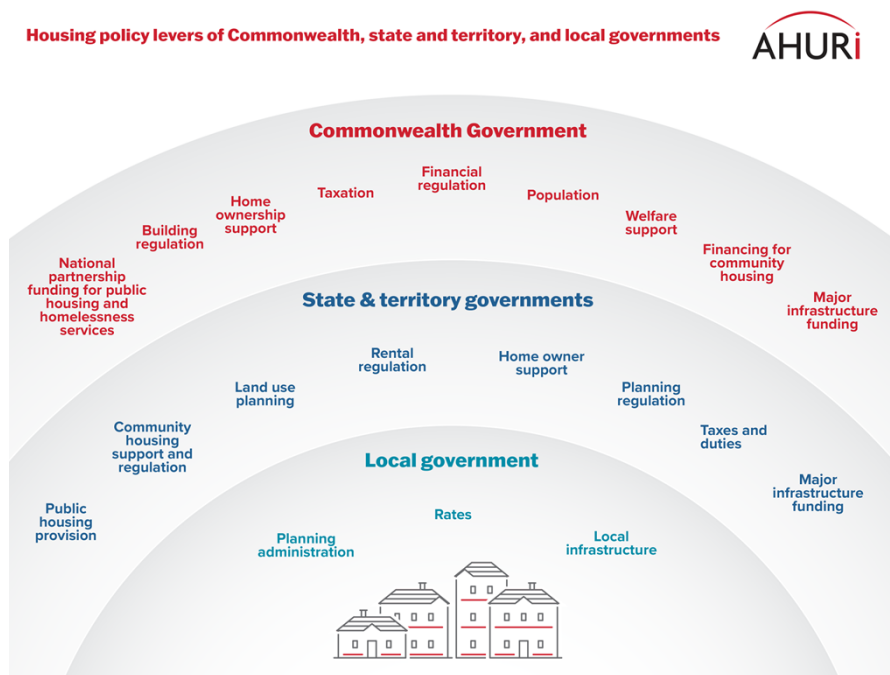 Housing policy levers of Commonwealth, state and territory, and local governments
AHURi
Commonwealth Government
National
partnership
funding for public
housing and
homelessness
services
Building
regulation
Home
ownership
support
Taxation
Financial
regulation
Population
Welfare
support
Financing for
community
housing
Major
infrastructure
funding
State & territory governments
Public
housing
provision
Community
housing
support and
regulation
Land use
planning
Rental
regulation
Home owner
support
Planning
regulation
Taxes and
duties
Major
infrastructure
funding
Local government
Planning
administration
Rates
Local
infrastructure